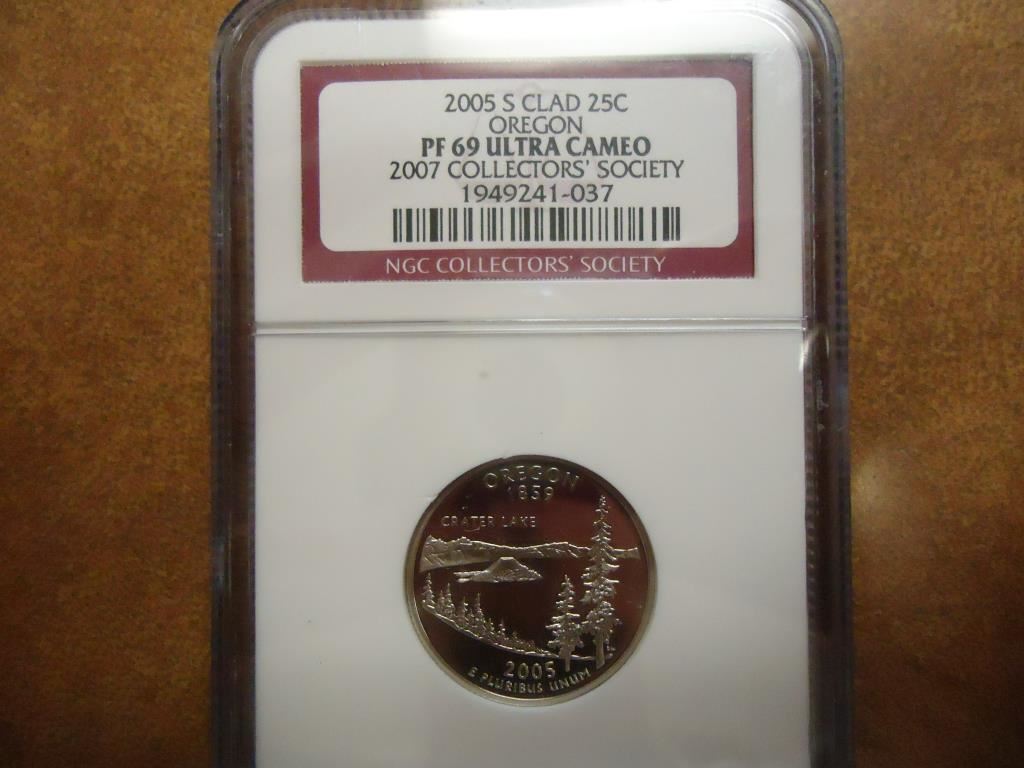 2005 S CLAD 25C
OREGON
PF 69 ULTRA CAMEO
2007 COLLECTORS' SOCIETY
1949241-037
NGC COLLECTORS' SOCIETY
OREGON
1859
CRATER LAKE
2005
E PLURIBUS UNUM